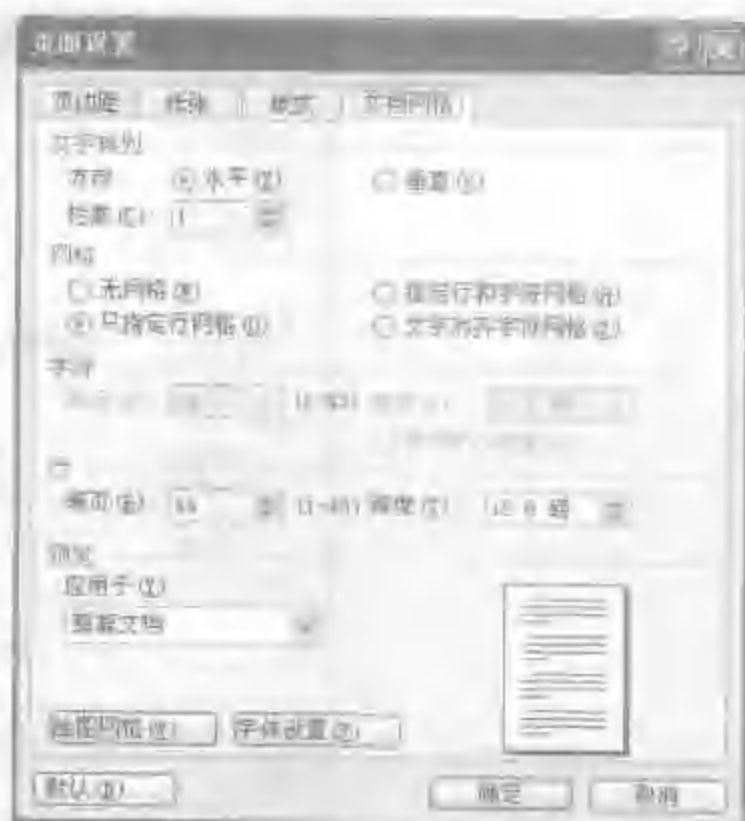 页面设置
页边距 纸张 版式 文档网格
文字排列
方向 水平(Z) 垂直(V)
栏数(C): 1
网格
无网格(N) 指定行和字符网格(H)
只指定行网格(O) 文字对齐字符网格(X)
字符
行
每页(E): 44 (1-48) 跨度(T): 15.6 磅
预览
应用于(Y):
整篇文档
绘图网格(W)... 字体设置(F)...
默认(D)... 确定 取消